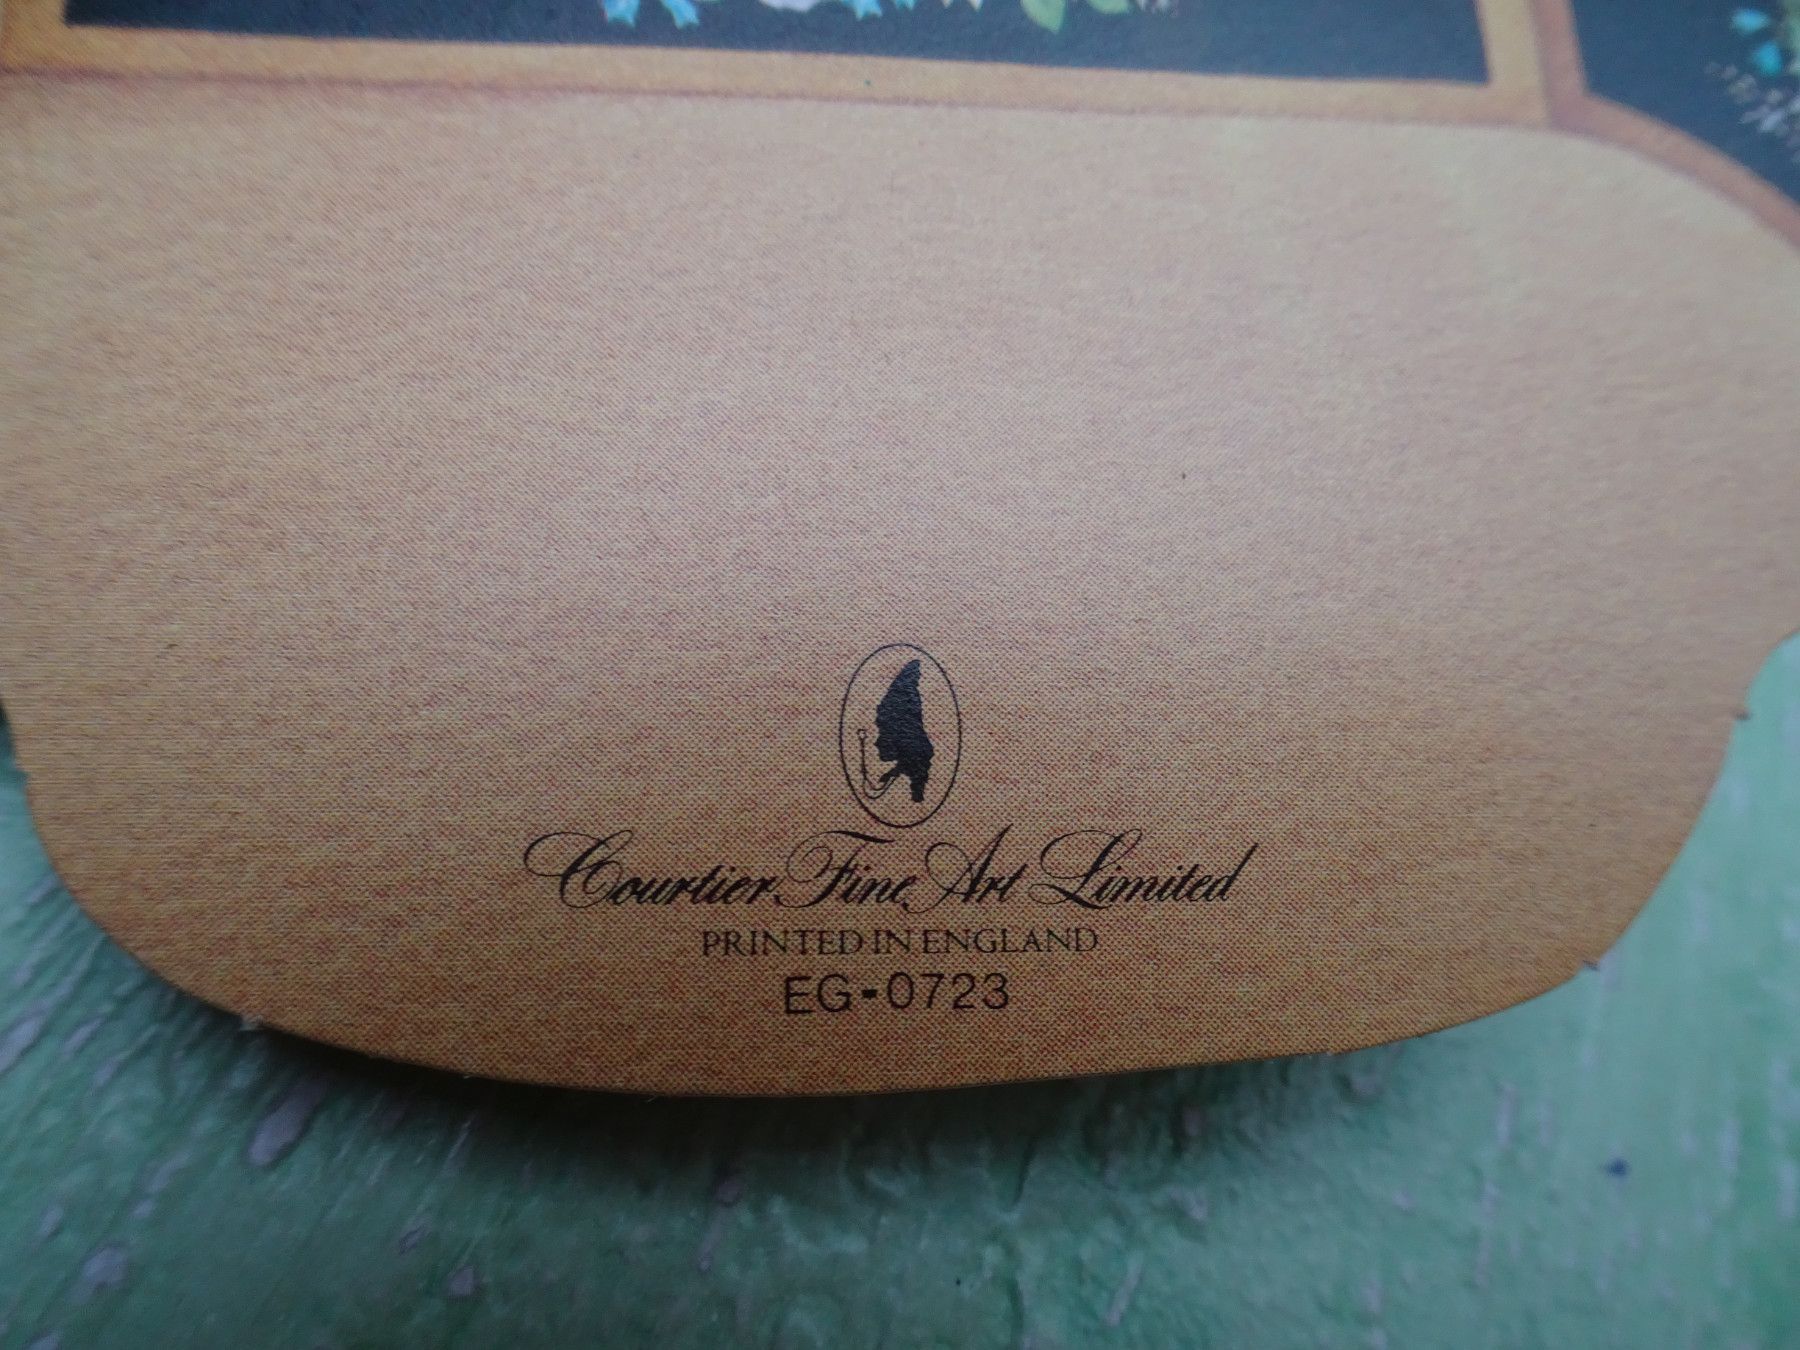 Courtier Fine Art Limited
PRINTED IN ENGLAND
EG-0723